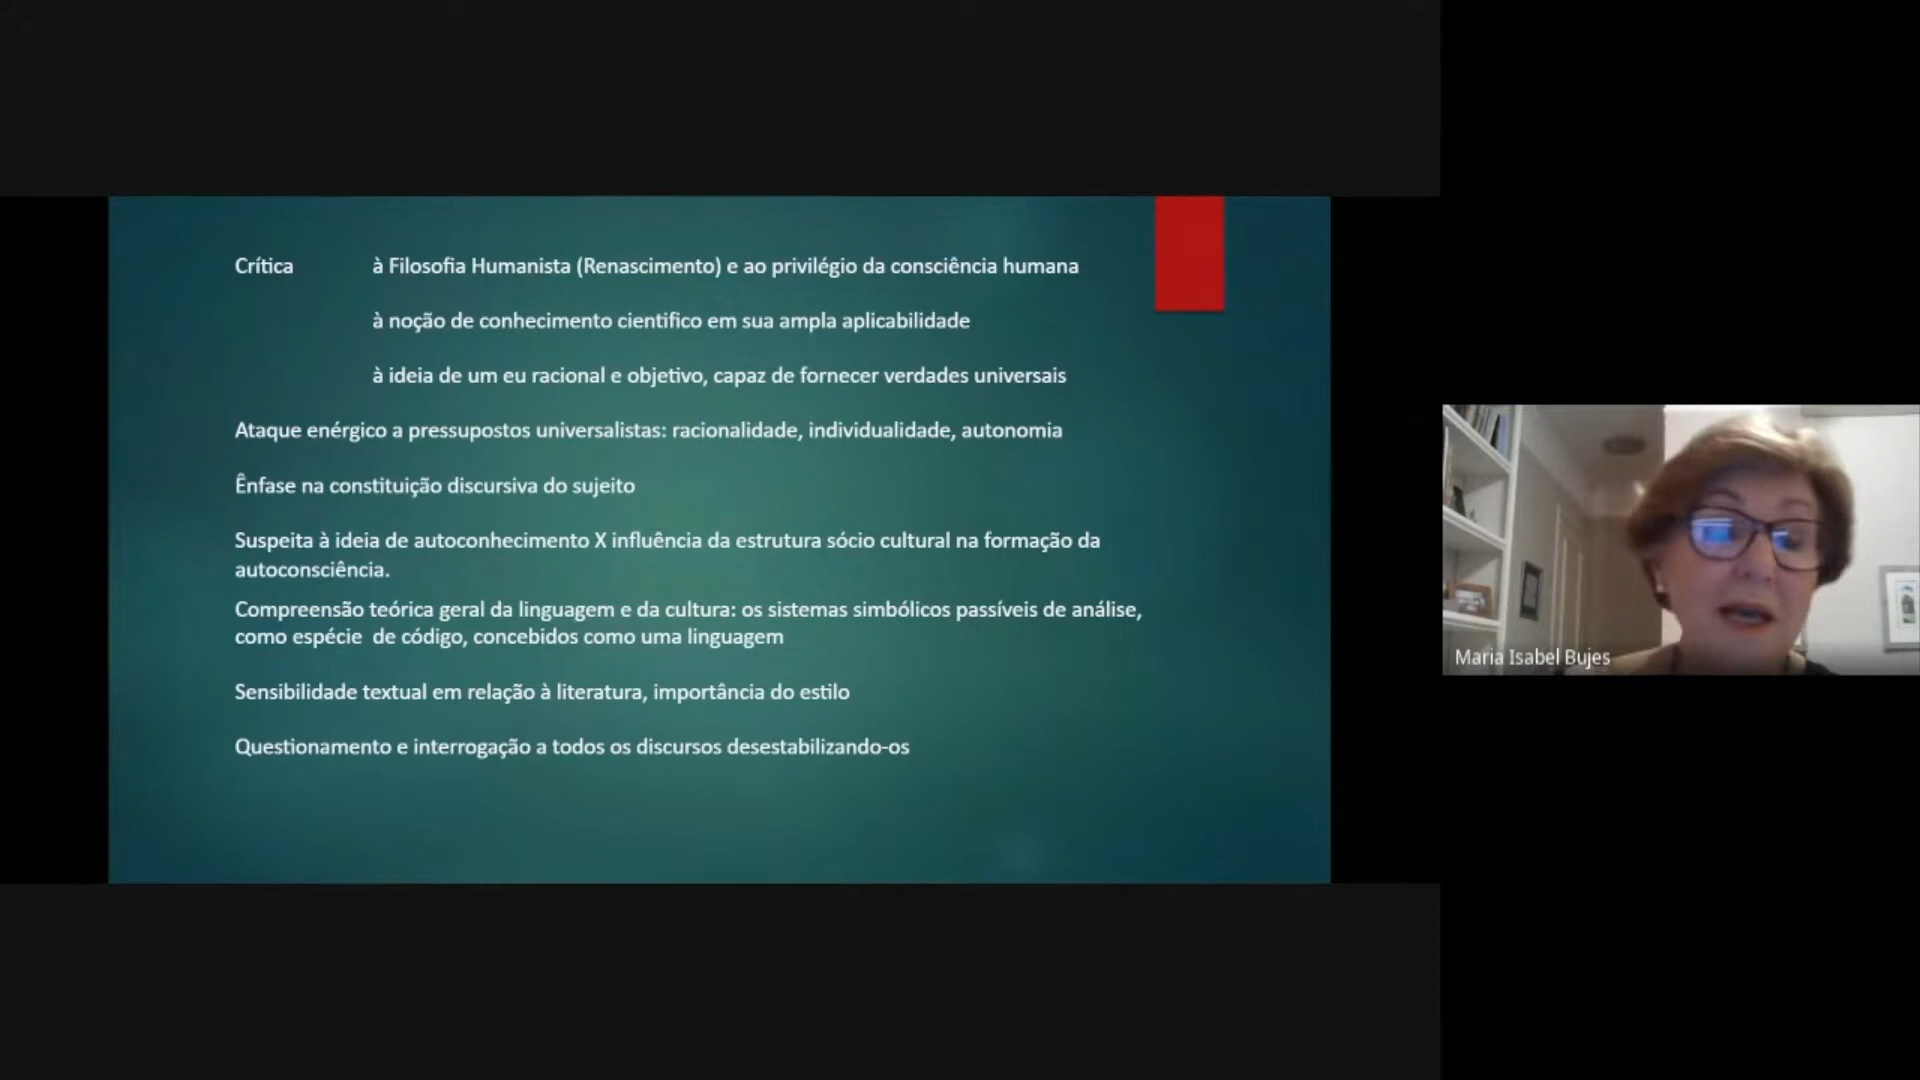 Crítica à Filosofia Humanista (Renascimento) e ao privilégio da consciência humana
à noção de conhecimento cientifico em sua ampla aplicabilidade
à ideia de um eu racional e objetivo, capaz de fornecer verdades universais
Ataque enérgico a pressupostos universalistas: racionalidade, individualidade, autonomia
Ênfase na constituição discursiva do sujeito
Suspeita à ideia de autoconhecimento X influência da estrutura sócio cultural na formação da
autoconsciência.
Compreensão teórica geral da linguagem e da cultura: os sistemas simbólicos passíveis de análise,
como espécie de código, concebidos como uma linguagem
Sensibilidade textual em relação à literatura, importância do estilo
Questionamento e interrogação a todos os discursos desestabilizando-os
Maria Isabel Bujes